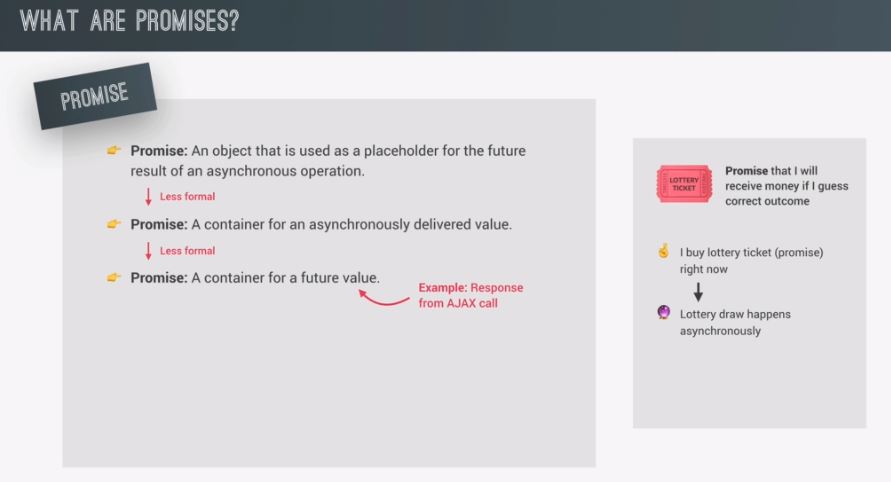 WHAT ARE PROMISES?
PROMISE
Promise: An object that is used as a placeholder for the future
result of an asynchronous operation.
Less formal
Promise: A container for an asynchronously delivered value.
Less formal
Promise: A container for a future value.
Example: Response
from AJAX call
LOTTERY
TICKET
Promise that I will
receive money if I guess
correct outcome
I buy lottery ticket (promise)
right now
Lottery draw happens
asynchronously